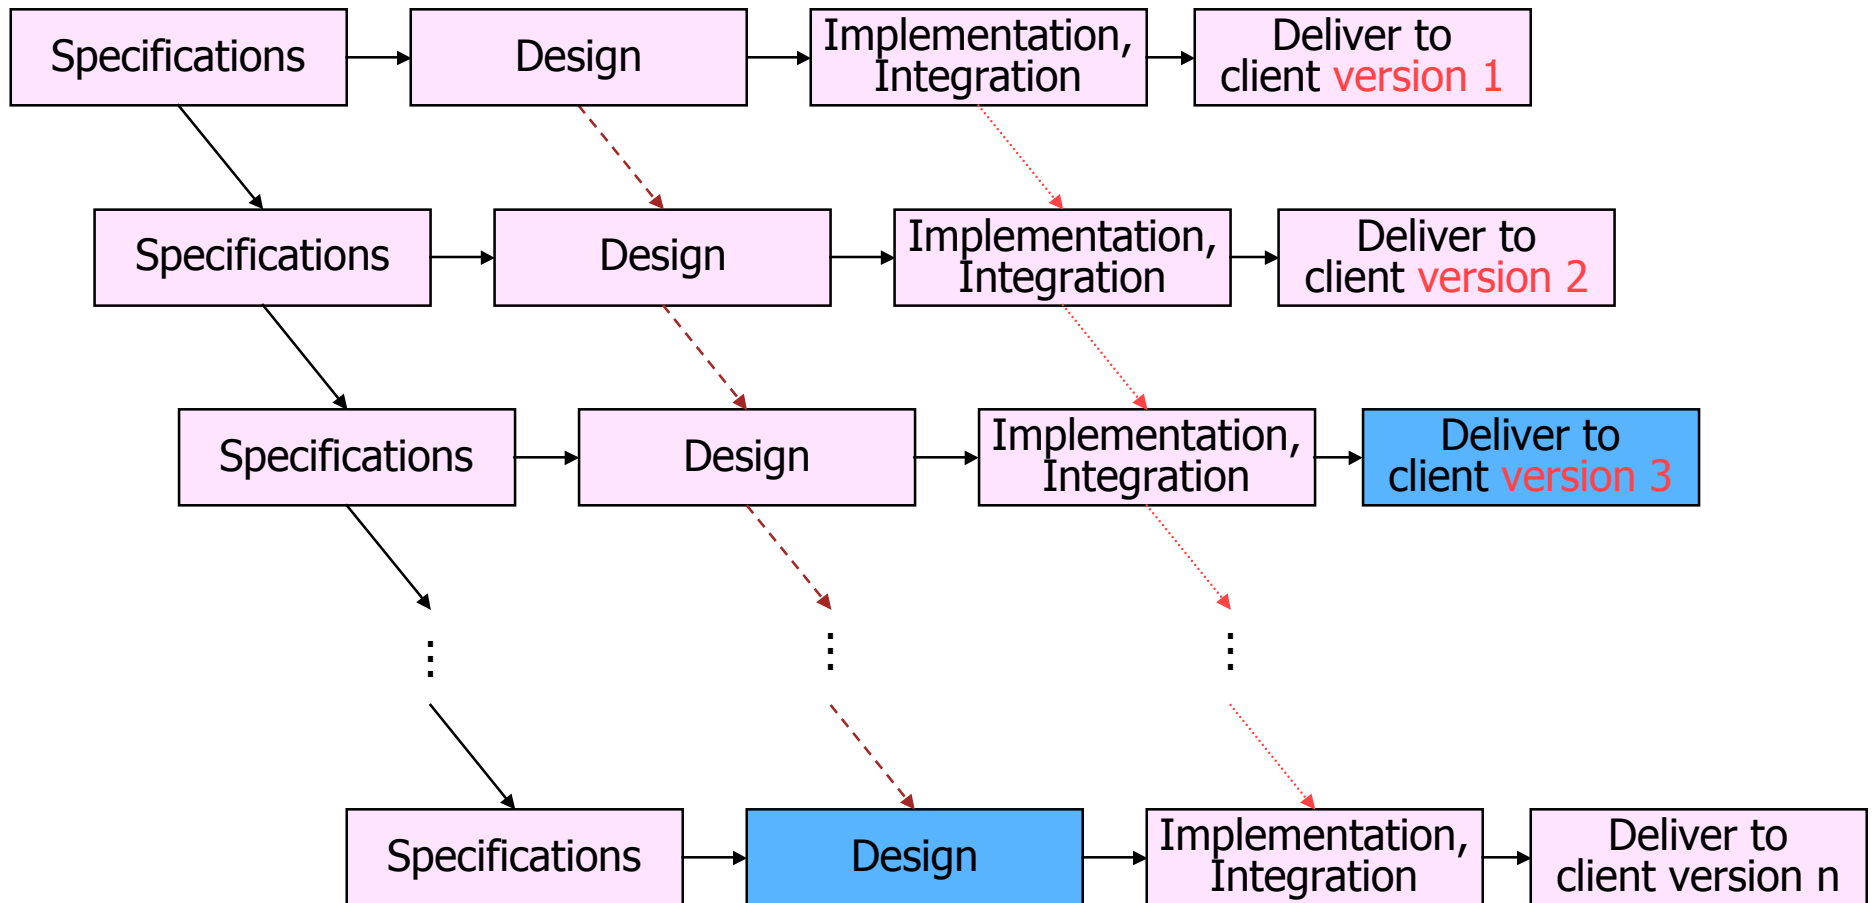 Specifications
Design
Implementation,
Integration
Deliver to
client version 1
Specifications
Design
Implementation,
Integration
Deliver to
client version 2
Specifications
Design
Implementation,
Integration
Deliver to
client version 3
⋮
⋮
⋮
Specifications
Design
Implementation,
Integration
Deliver to
client version n